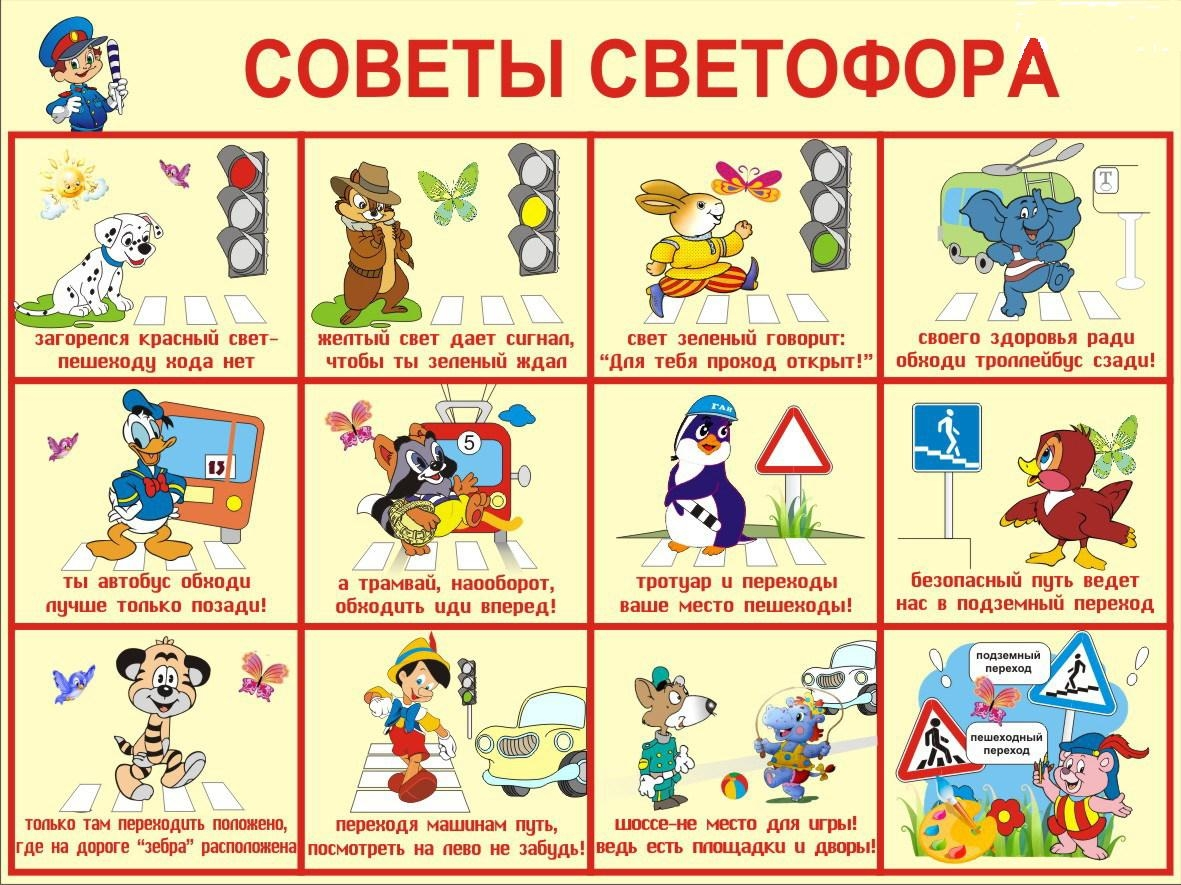 СОВЕТЫ СВЕТОФОРА
загорелся красный свет-
пешеходу хода нет
желтый свет дает сигнал,
чтобы ты зеленый ждал
свет зеленый говорит:
“Для тебя проход открыт!”
Т
своего здоровья ради
обходи троллейбус сзади!
13
ты автобус обходи
лучше только позади!
5
а трамвай, наооборот,
обходить иди вперед!
ГАИ
тротуар и переходы
ваше место пешеходы!
безопасный путь ведет
нас в подземный переход
только там переходить положено,
где на дороге “зебра” расположена
переходя машинам путь,
посмотреть на лево не забудь!
шоссе-не место для игры!
ведь есть площадки и дворы!
подземный
переход
пешеходный
переход